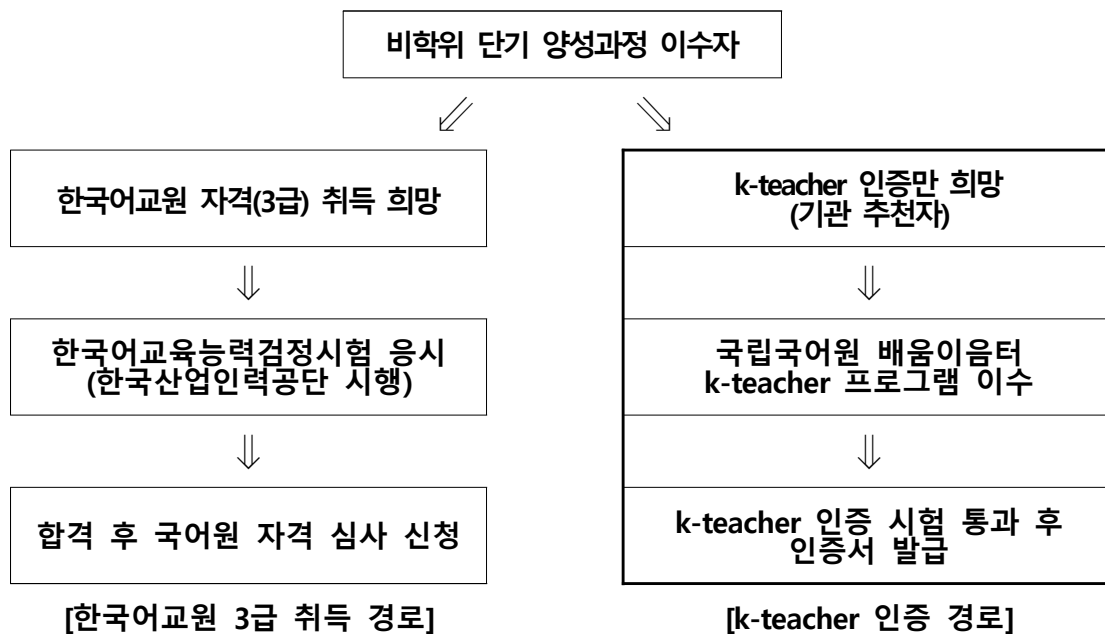 비학위 단기 양성과정 이수자
한국어교원 자격(3급) 취득 희망
한국어교육능력검정시험 응시
(한국산업인력공단 시행)
합격 후 국어원 자격 심사 신청
[한국어교원 3급 취득 경로]
k-teacher 인증만 희망
(기관 추천자)
국립국어원 배움이음터
k-teacher 프로그램 이수
k-teacher 인증 시험 통과 후
인증서 발급
[k-teacher 인증 경로]